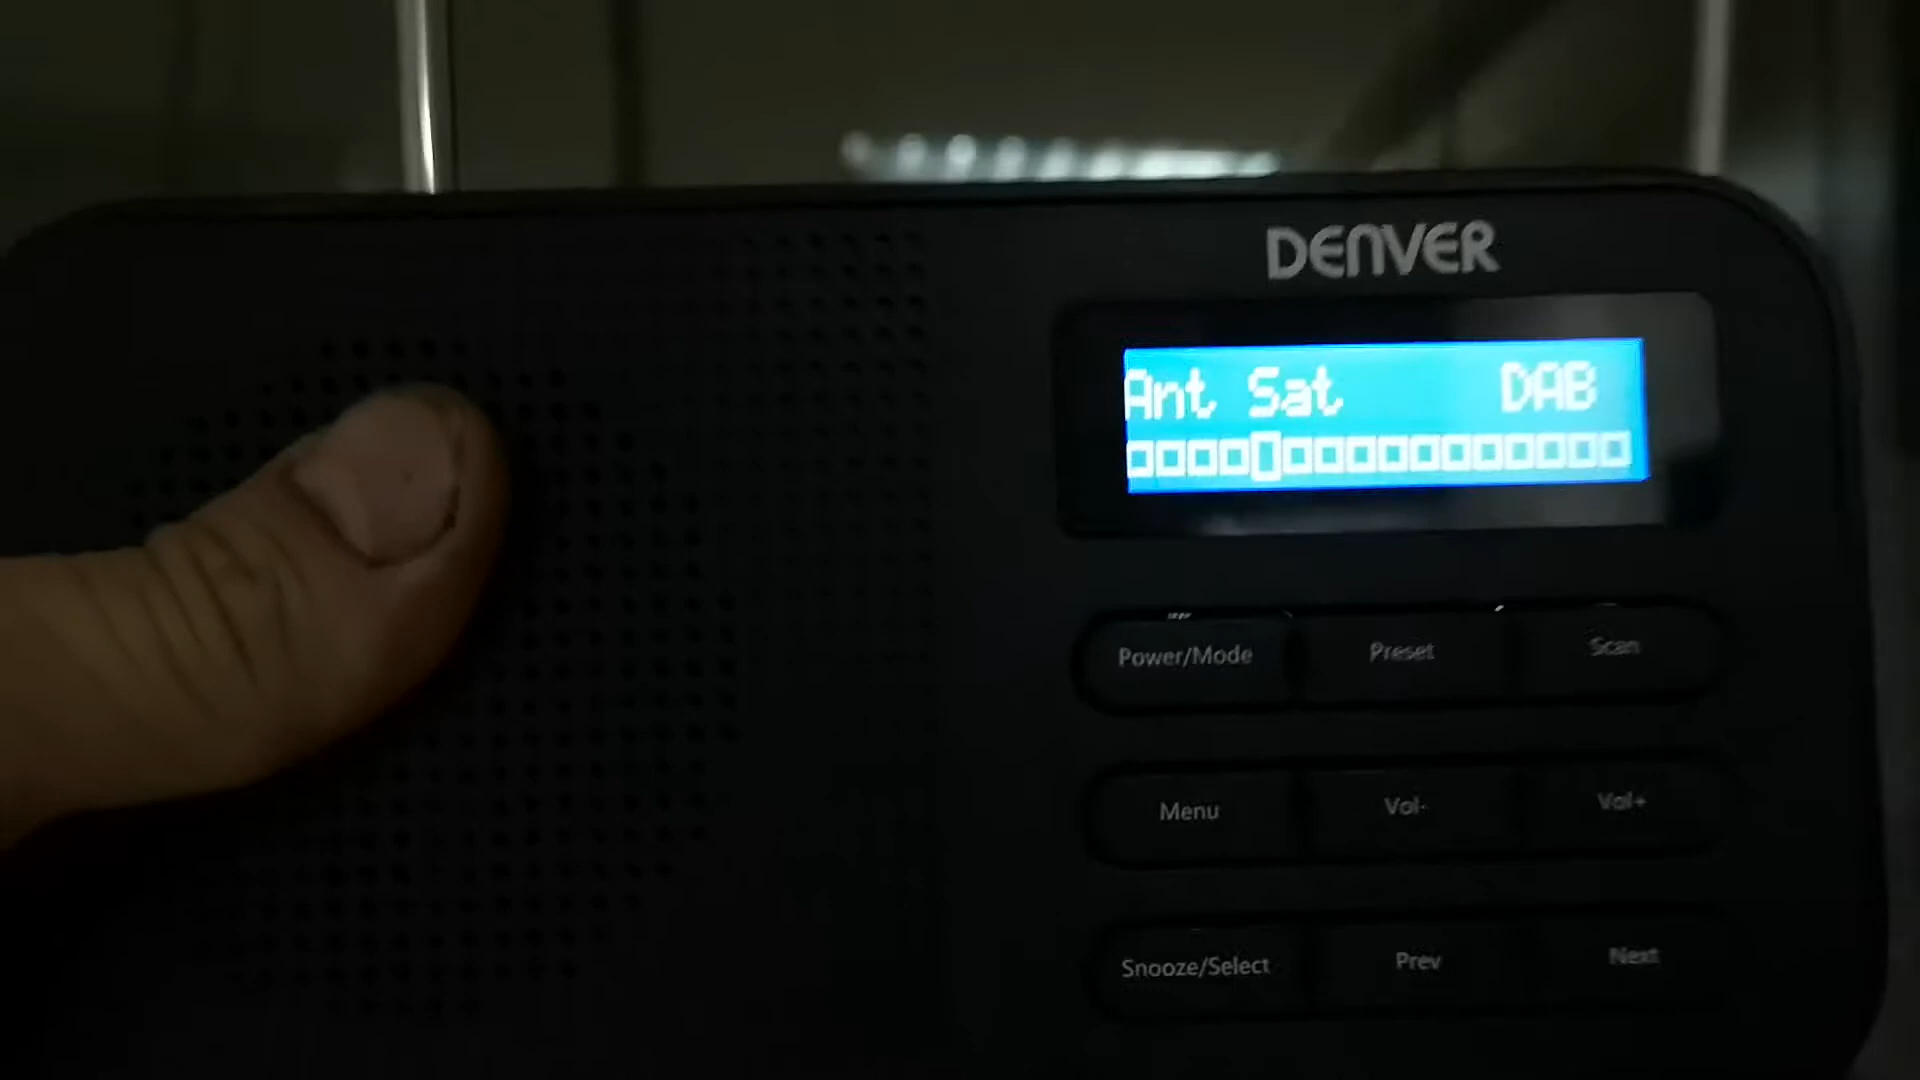 DENVER
Ant Sat DAB
Power/Mode Preset Scan
Menu Vol- Vol+
Snooze/Select Prev Next